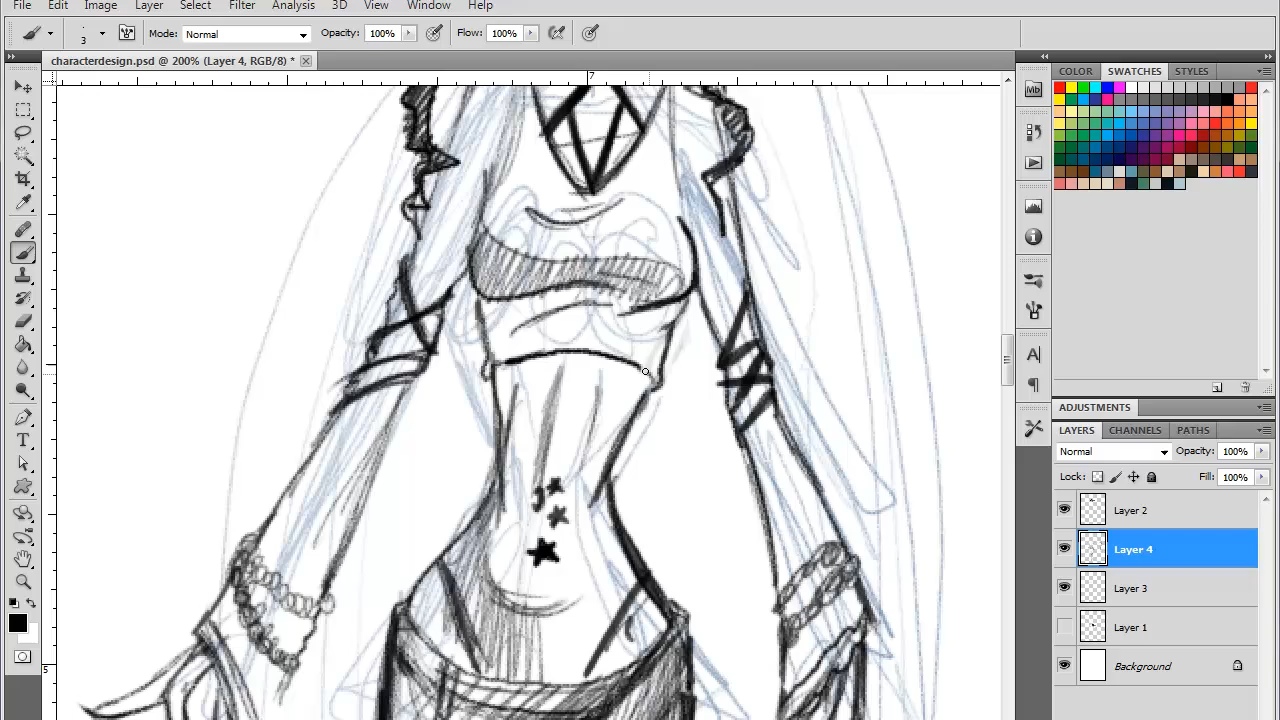 File Edit Image Layer Select Filter Analysis 3D View Window Help
3 Mode: Normal Opacity: 100% Flow: 100%
characterdesign.psd @ 200% (Layer 4, RGB/8) * x
7
COLOR SWATCHES STYLES
Mb
A
T
ADJUSTMENTS
LAYERS CHANNELS PATHS
Normal Opacity: 100%
Lock: Fill: 100%
Layer 2
Layer 4
Layer 3
Layer 1
Background
5